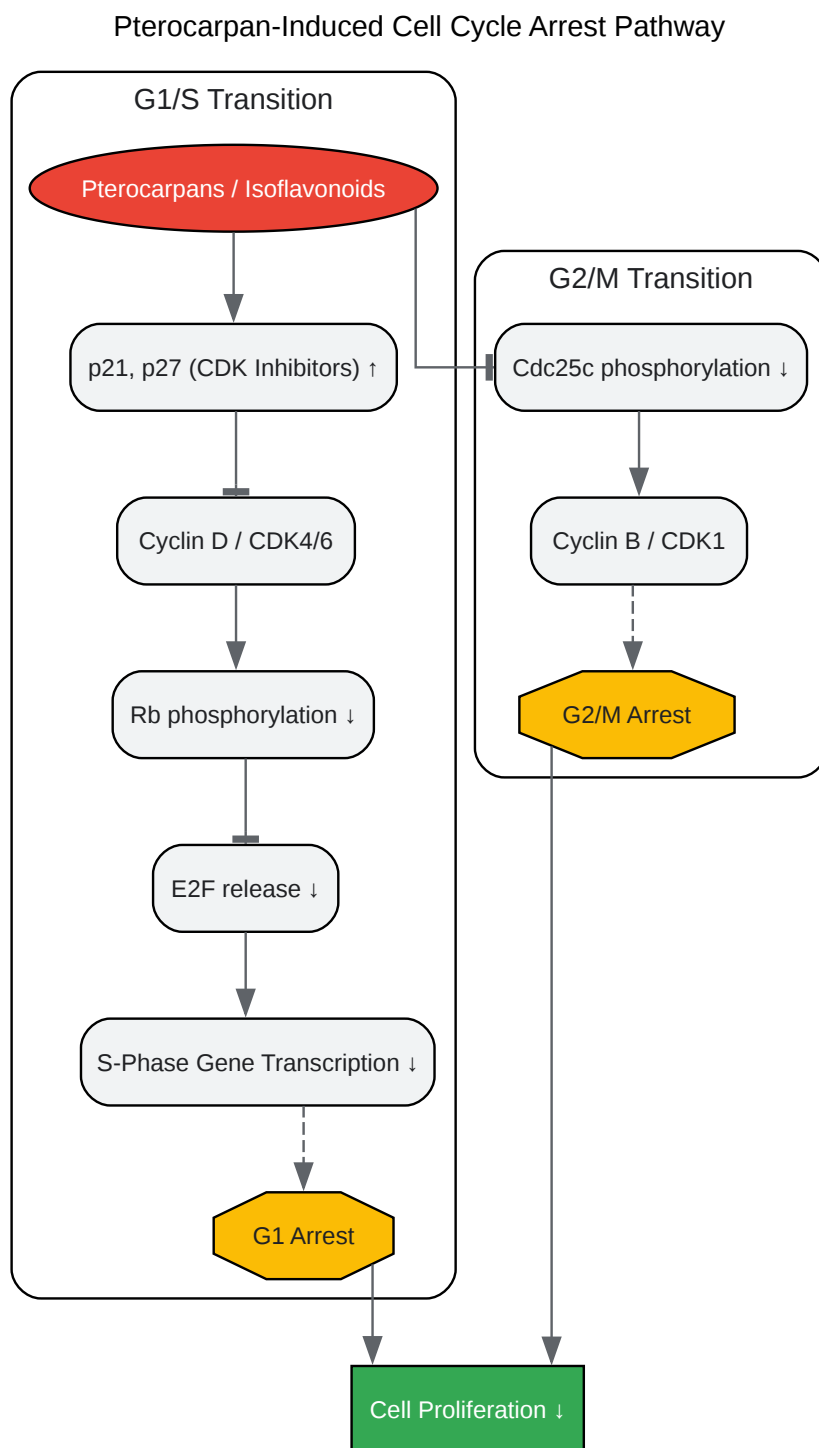 Pterocarpan-Induced Cell Cycle Arrest Pathway
G1/S Transition
Pterocarpans / Isoflavonoids
p21, p27 (CDK Inhibitors) ↑
Cyclin D / CDK4/6
Rb phosphorylation ↓
E2F release ↓
S-Phase Gene Transcription ↓
G1 Arrest
G2/M Transition
Cdc25c phosphorylation ↓
Cyclin B / CDK1
G2/M Arrest
Cell Proliferation ↓